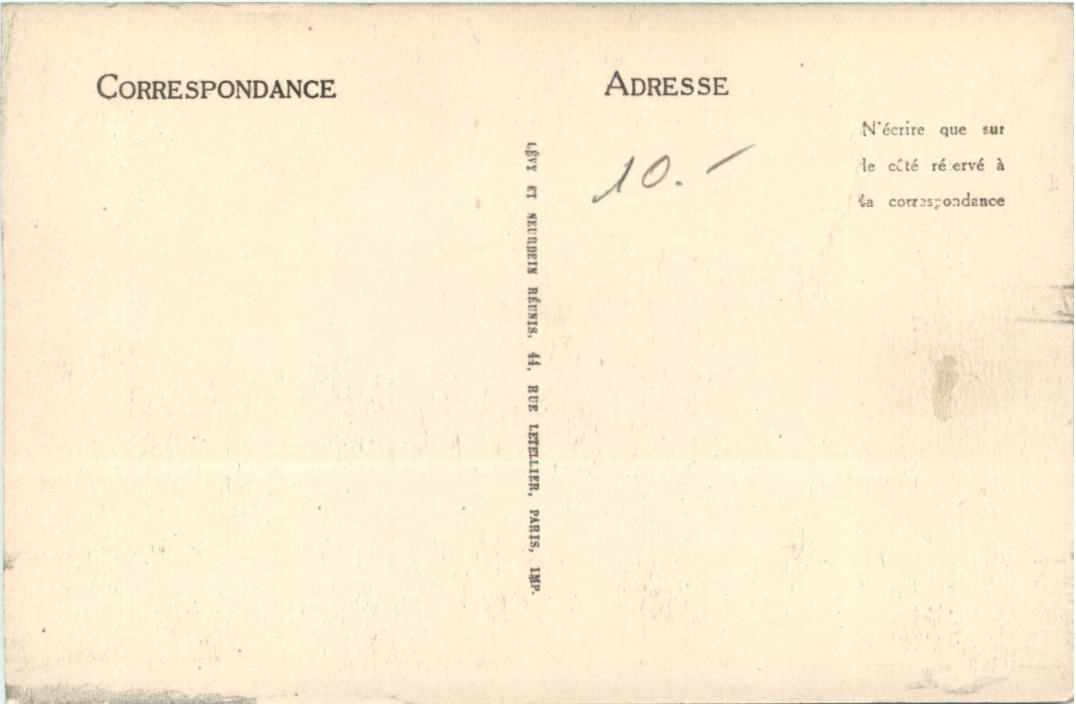 CORRESPONDANCE
ADRESSE
N'écrire que sur
le côté réservé à
la correspondance
10.-
LÉVY ET NEURDEIN RÉUNIS, 44, RUE LETELLIER, PARIS, IMP.